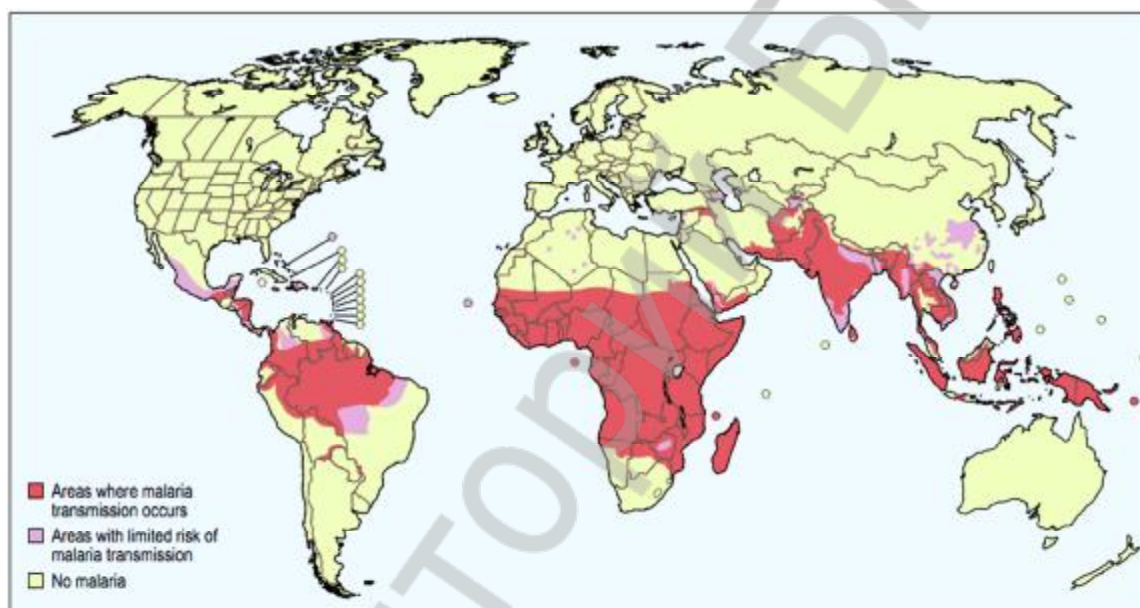 Areas where malaria
transmission occurs
Areas with limited risk of
malaria transmission
No malaria